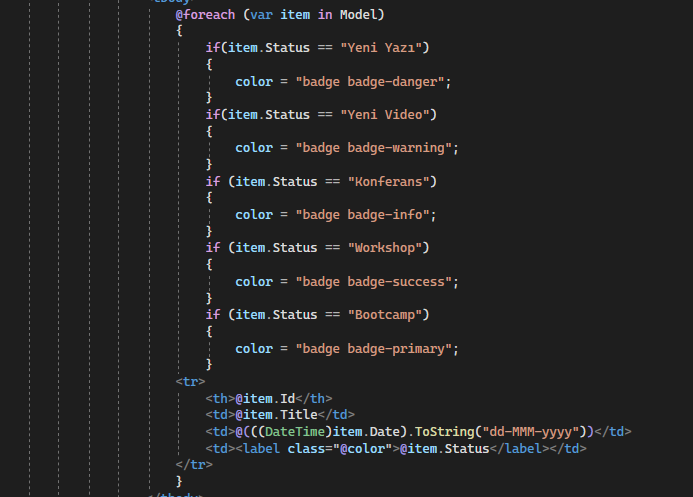 @foreach (var item in Model)
{
if(item.Status == "Yeni Yazı")
{
color = "badge badge-danger";
}
if(item.Status == "Yeni Video")
{
color = "badge badge-warning";
}
if (item.Status == "Konferans")
{
color = "badge badge-info";
}
if (item.Status == "Workshop")
{
color = "badge badge-success";
}
if (item.Status == "Bootcamp")
{
color = "badge badge-primary";
}
<tr>
<th>@item.Id</th>
<td>@item.Title</td>
<td>@(((DateTime)item.Date).ToString("dd-MMM-yyyy"))</td>
<td><label class="@color">@item.Status</label></td>
</tr>
}